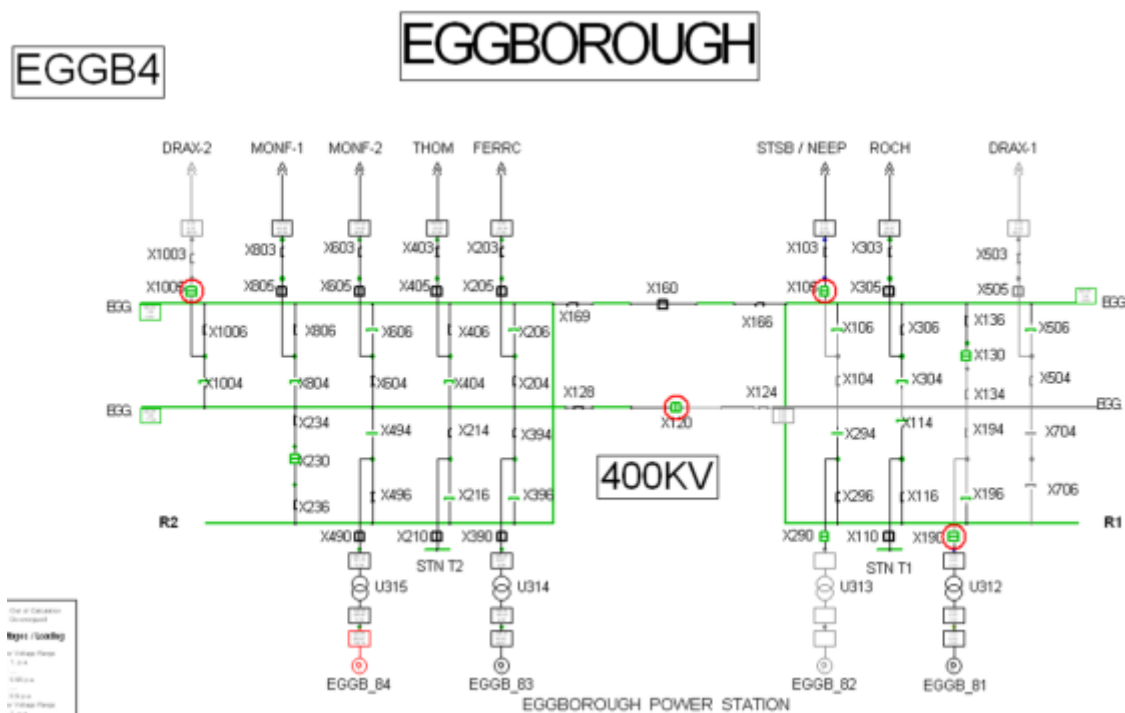 EGGBOROUGH
EGGB4
DRAX-2 MONF-1 MONF-2 THOM FERRC STSB / NEEP ROCH DRAX-1
X1003 X803 X603 X403 X203 X103 X303 X503
X1005 X805 X605 X405 X205 X160 X105 X305 X505
EGG EGG
X169 X166
X1006 X806 X606 X406 X206 X106 X306 X136 X506
X130
X1004 X804 X604 X404 X204 X128 X124 X104 X304 X134 X504
EGG EGG
X120
X234 X494 X214 X394 X294 X114 X194 X704
X230
400KV
X236 X496 X216 X396 X296 X116 X196 X706
R2 R1
X490 X210 X390 X290 X110 X190
STN T2 STN T1
U315 U314 U313 U312
EGGB_84 EGGB_83 EGGB_82 EGGB_81
EGGBOROUGH POWER STATION